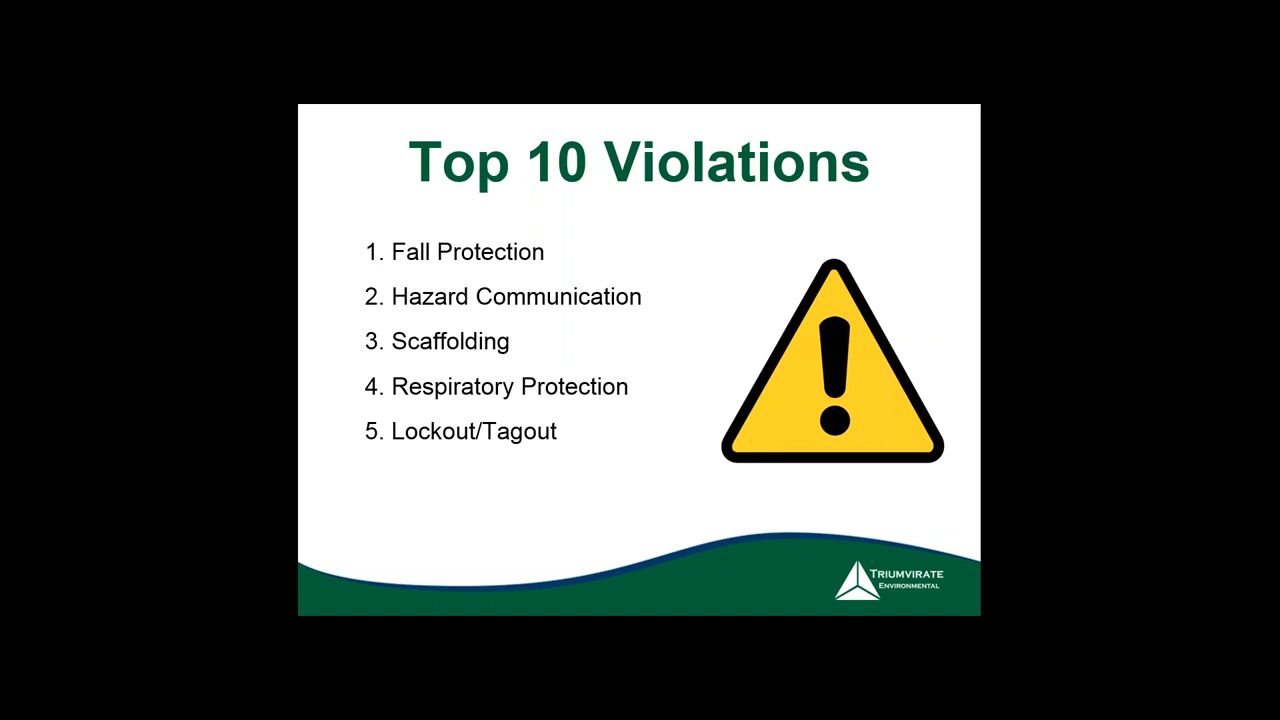 Top 10 Violations
1. Fall Protection
2. Hazard Communication
3. Scaffolding
4. Respiratory Protection
5. Lockout/Tagout
TRIUMVIRATE
ENVIRONMENTAL